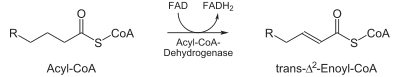 O FAD FADH₂ O
R S CoA R S CoA
Acyl-CoA-
Dehydrogenase
Acyl-CoA trans-Δ²-Enoyl-CoA